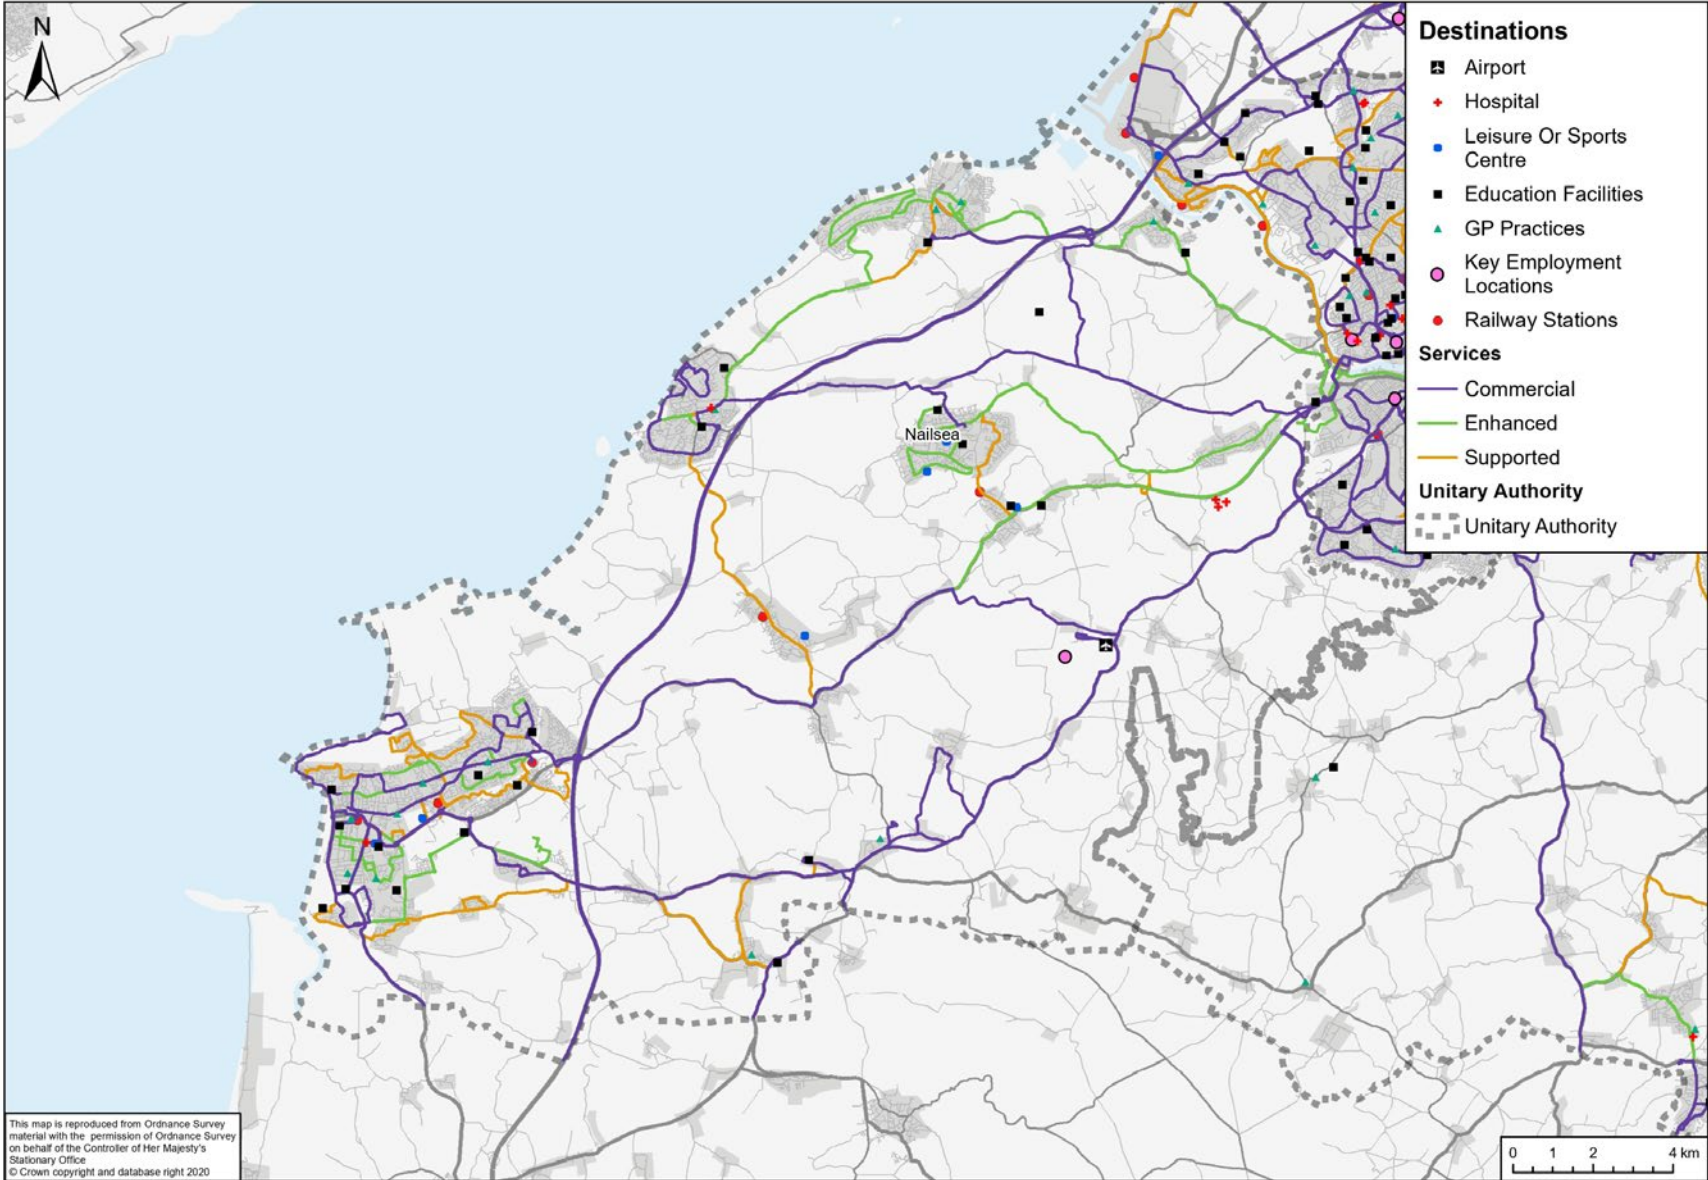 N
Destinations
Airport
Hospital
Leisure Or Sports
Centre
Education Facilities
GP Practices
Key Employment
Locations
Railway Stations
Services
Commercial
Enhanced
Supported
Unitary Authority
Unitary Authority
Nailsea
This map is reproduced from Ordnance Survey
material with the permission of Ordnance Survey
on behalf of the Controller of Her Majesty's
Stationary Office
© Crown copyright and database right 2020
0 1 2 4 km